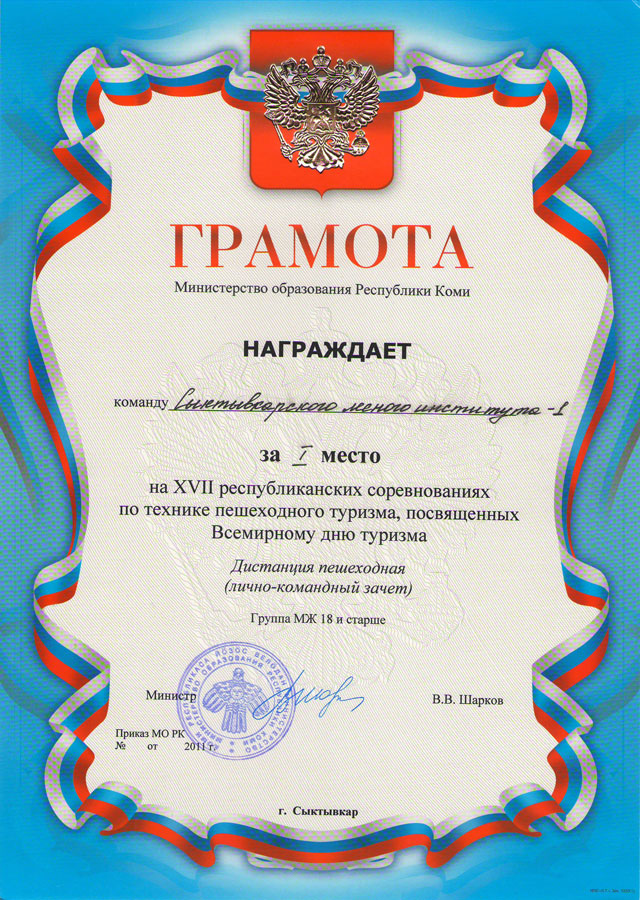 ГРАМОТА
Министерство образования Республики Коми
НАГРАЖДАЕТ
команду Сыктывкарского лесного института -1
за I место
на XVII республиканских соревнованиях
по технике пешеходного туризма, посвященных
Всемирному дню туризма
Дистанция пешеходная
(лично-командный зачет)
Группа МЖ 18 и старше
Министр В.В. Шарков
Приказ МО РК
№ от 2011 г.
г. Сыктывкар